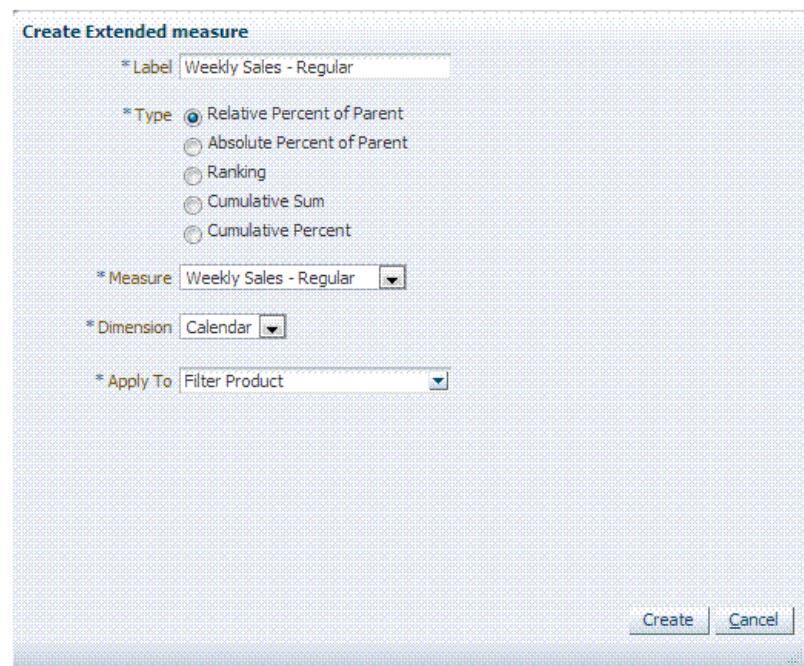 Create Extended measure
* Label Weekly Sales - Regular
* Type Relative Percent of Parent
Absolute Percent of Parent
Ranking
Cumulative Sum
Cumulative Percent
* Measure Weekly Sales - Regular
* Dimension Calendar
* Apply To Filter Product
Create Cancel